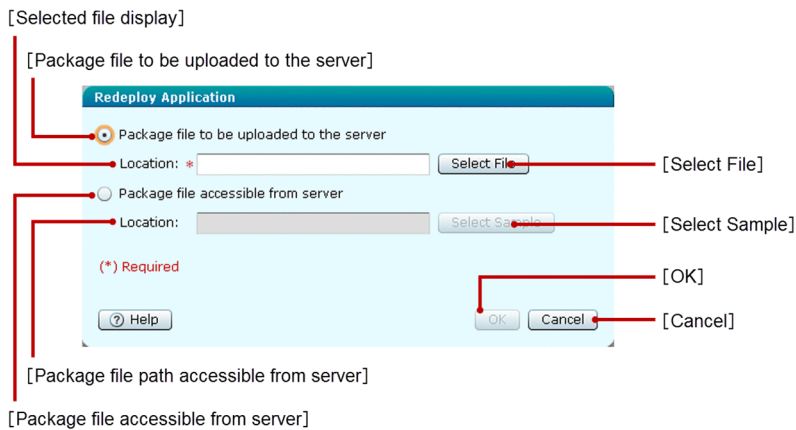 [Selected file display]
[Package file to be uploaded to the server]
Redeploy Application
Package file to be uploaded to the server
Location: * Select File [Select File]
Package file accessible from server
Location: Select Sample [Select Sample]
(*) Required
[OK]
? Help OK Cancel [Cancel]
[Package file path accessible from server]
[Package file accessible from server]